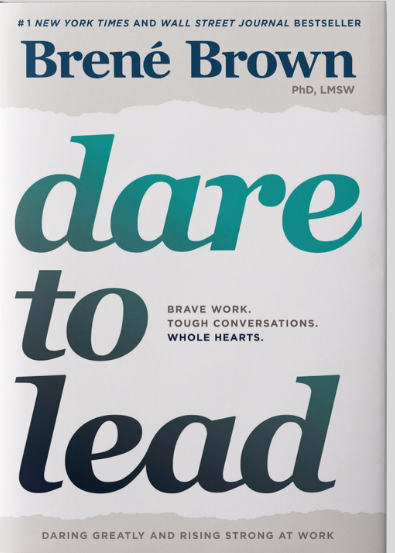 #1 NEW YORK TIMES AND WALL STREET JOURNAL BESTSELLER
Brené Brown
PhD, LMSW
dare
to
BRAVE WORK.
TOUGH CONVERSATIONS.
WHOLE HEARTS.
lead
DARING GREATLY AND RISING STRONG AT WORK